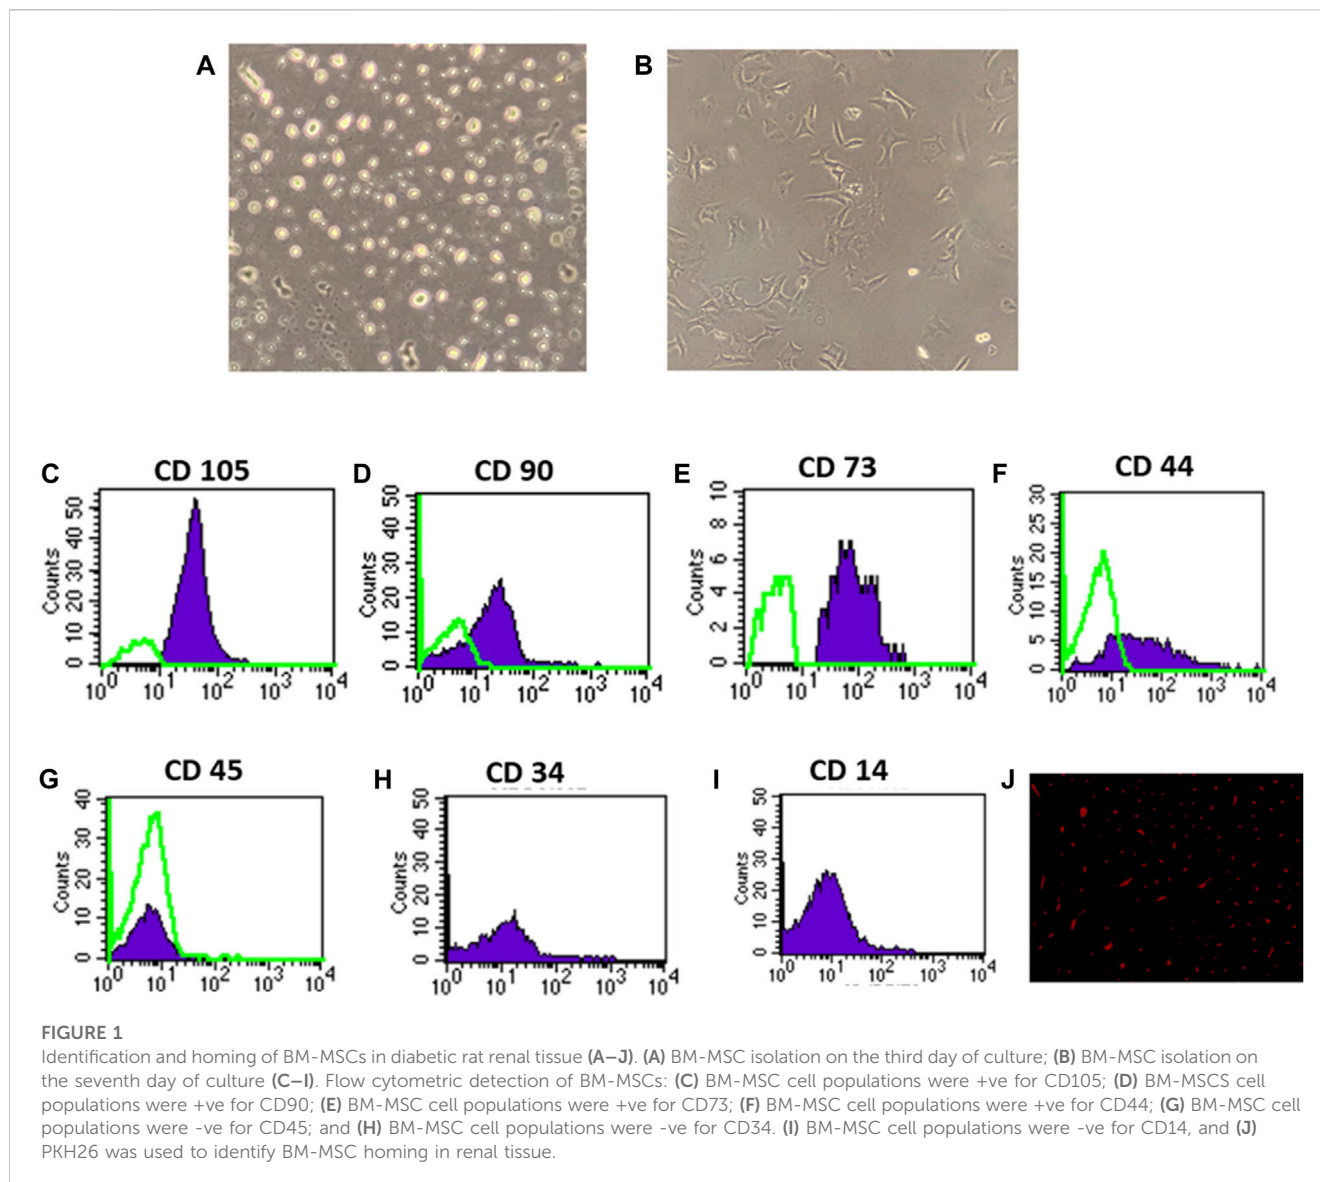 A
B
C
CD 105
D
CD 90
E
CD 73
F
CD 44
Counts
0 10 20 30 40 50
10^0 10^1 10^2 10^3 10^4
Counts
0 10 20 30 40 50
10^0 10^1 10^2 10^3 10^4
Counts
0 2 4 6 8 10
10^0 10^1 10^2 10^3 10^4
Counts
0 5 10 15 20 25 30
10^0 10^1 10^2 10^3 10^4
G
CD 45
H
CD 34
I
CD 14
J
Counts
0 10 20 30 40
10^0 10^1 10^2 10^3 10^4
Counts
0 10 20 30 40 50
10^0 10^1 10^2 10^3 10^4
Counts
0 10 20 30 40 50
10^0 10^1 10^2 10^3 10^4
FIGURE 1
Identification and homing of BM-MSCs in diabetic rat renal tissue (A–J). (A) BM-MSC isolation on the third day of culture; (B) BM-MSC isolation on
the seventh day of culture (C–I). Flow cytometric detection of BM-MSCs: (C) BM-MSC cell populations were +ve for CD105; (D) BM-MSCS cell
populations were +ve for CD90; (E) BM-MSC cell populations were +ve for CD73; (F) BM-MSC cell populations were +ve for CD44; (G) BM-MSC cell
populations were -ve for CD45; and (H) BM-MSC cell populations were -ve for CD34. (I) BM-MSC cell populations were -ve for CD14, and (J)
PKH26 was used to identify BM-MSC homing in renal tissue.